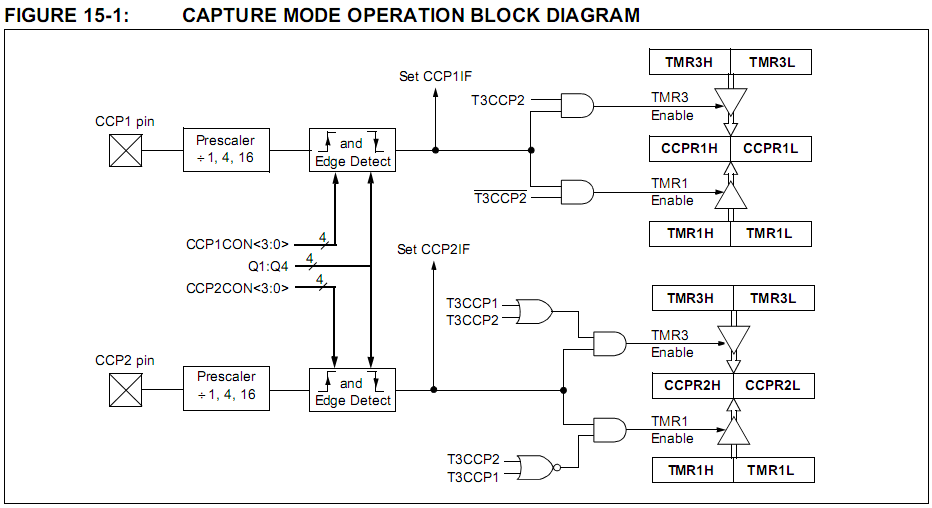 FIGURE 15-1: CAPTURE MODE OPERATION BLOCK DIAGRAM
TMR3H TMR3L
Set CCP1IF
T3CCP2
TMR3
Enable
CCP1 pin
Prescaler
÷ 1, 4, 16
and
Edge Detect
CCPR1H CCPR1L
T3CCP2
TMR1
Enable
TMR1H TMR1L
CCP1CON<3:0>
4
Q1:Q4
4
CCP2CON<3:0>
4
Set CCP2IF
TMR3H TMR3L
T3CCP1
T3CCP2
TMR3
Enable
CCP2 pin
Prescaler
÷ 1, 4, 16
and
Edge Detect
CCPR2H CCPR2L
TMR1
Enable
T3CCP2
T3CCP1
TMR1H TMR1L